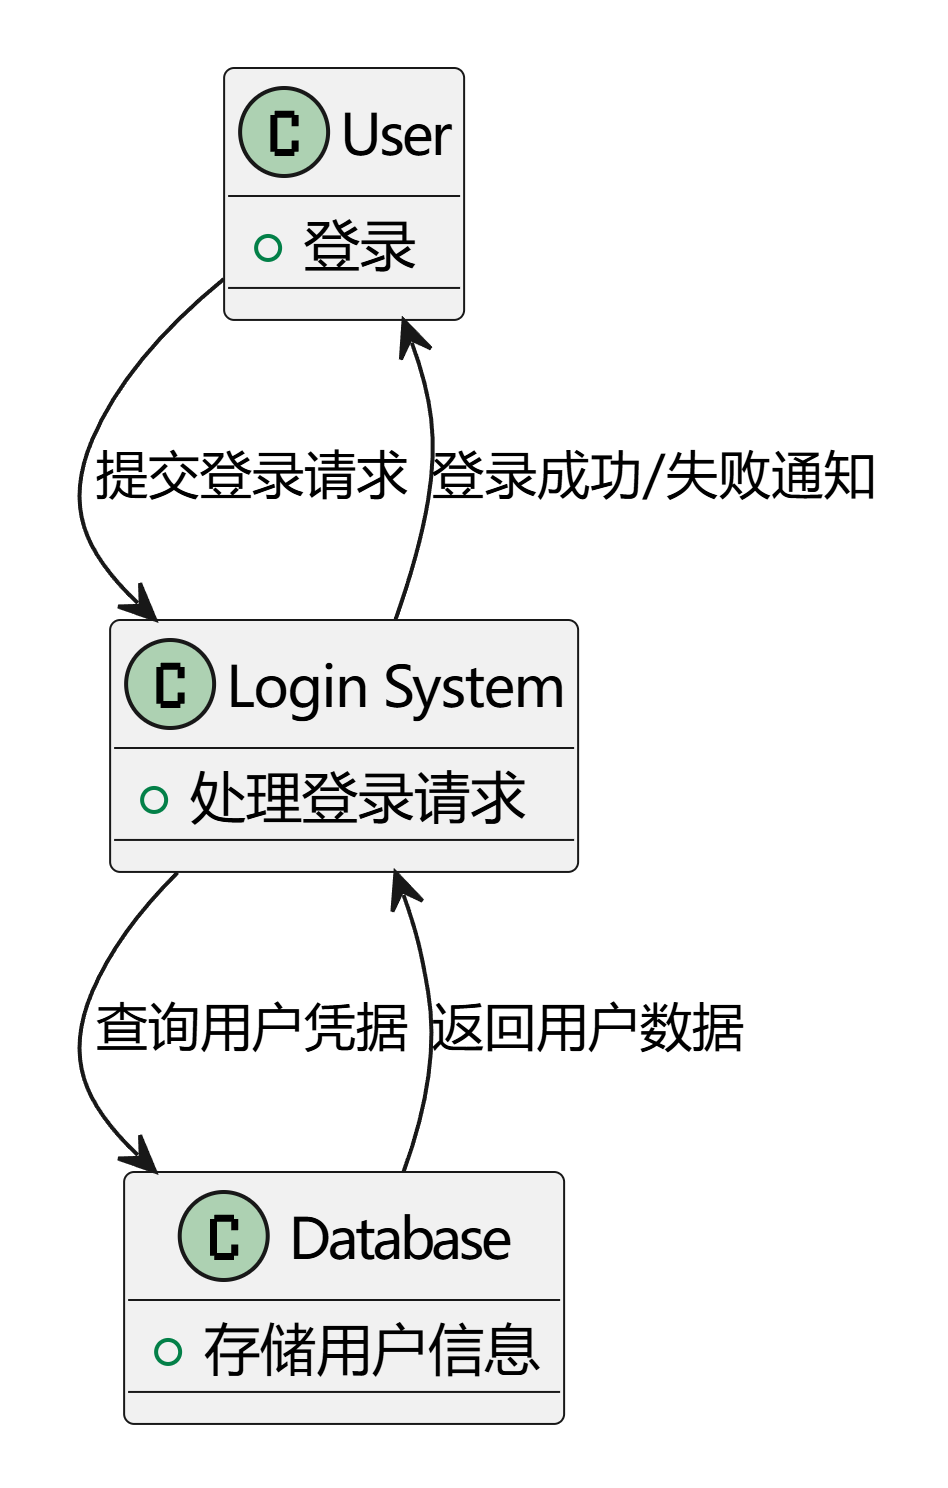 C User
登录
提交登录请求 登录成功/失败通知
C Login System
处理登录请求
查询用户凭据 返回用户数据
C Database
存储用户信息